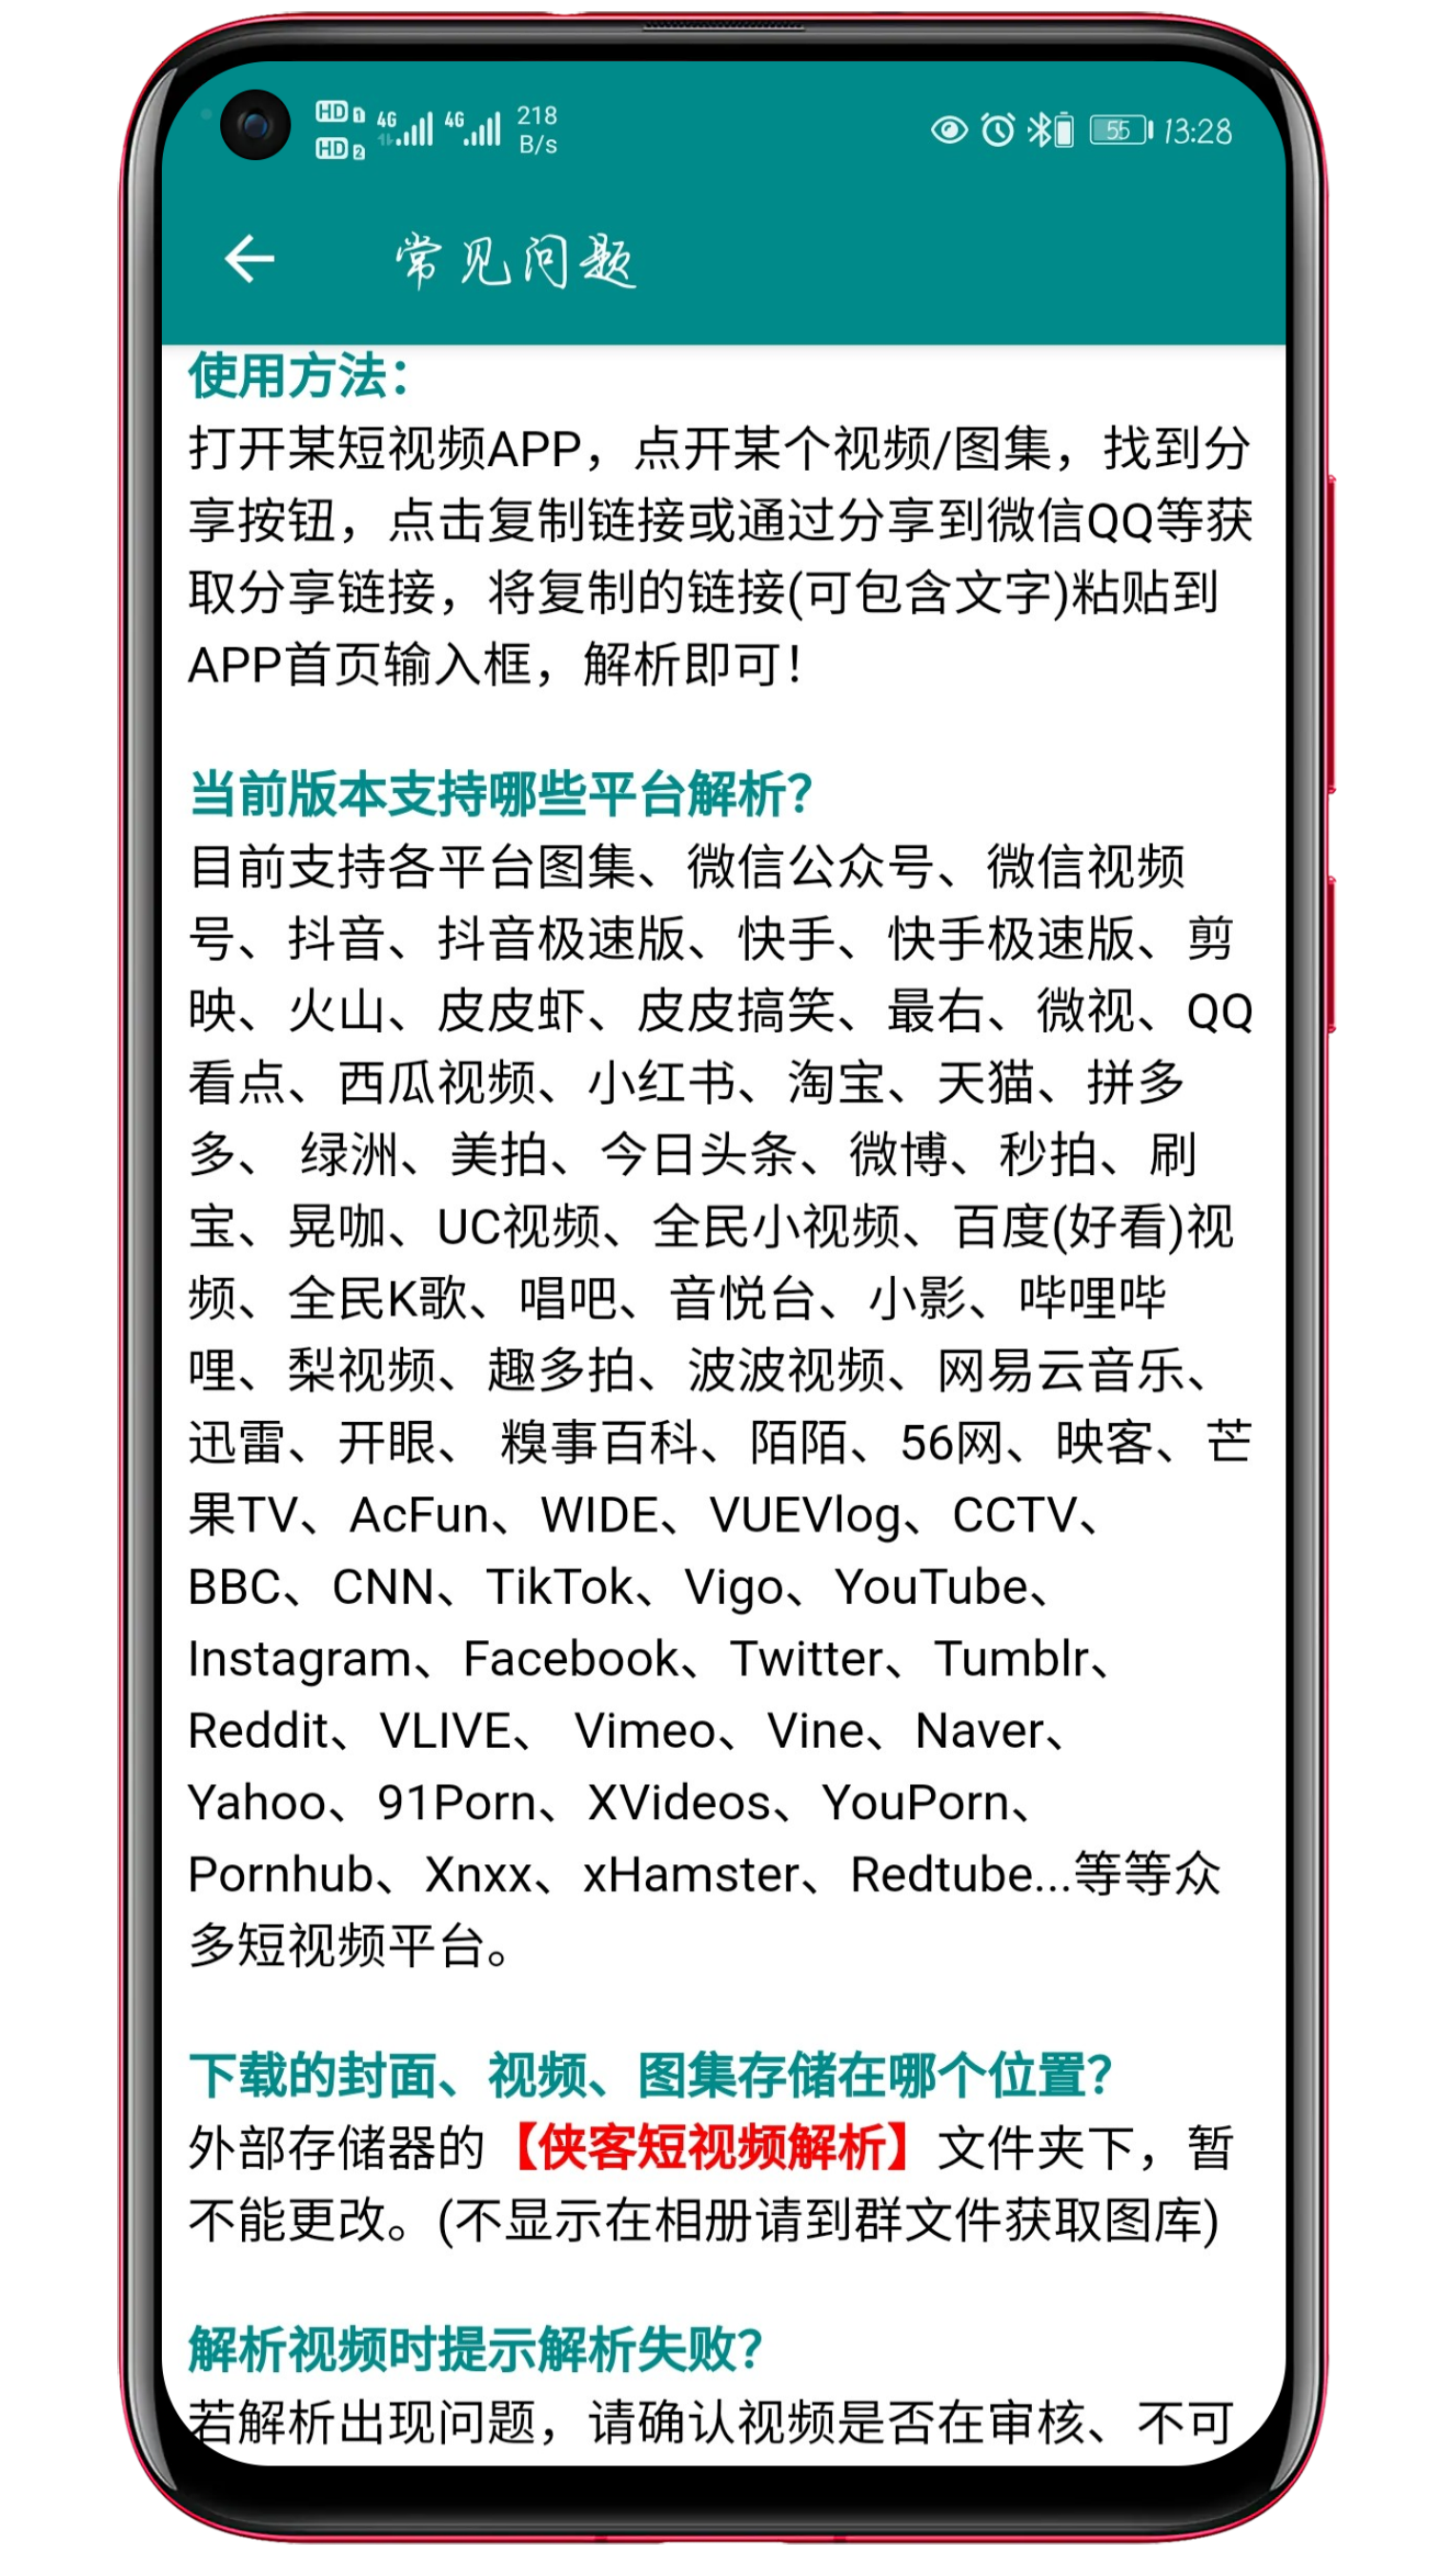 HD 1 4G 4G 218
HD 2 B/s
55 13:28
常见问题
使用方法：
打开某短视频APP，点开某个视频/图集，找到分
享按钮，点击复制链接或通过分享到微信QQ等获
取分享链接，将复制的链接(可包含文字)粘贴到
APP首页输入框，解析即可！
当前版本支持哪些平台解析？
目前支持各平台图集、微信公众号、微信视频
号、抖音、抖音极速版、快手、快手极速版、剪
映、火山、皮皮虾、皮皮搞笑、最右、微视、QQ
看点、西瓜视频、小红书、淘宝、天猫、拼多
多、 绿洲、美拍、今日头条、微博、秒拍、刷
宝、晃咖、UC视频、全民小视频、百度(好看)视
频、全民K歌、唱吧、音悦台、小影、哔哩哔
哩、梨视频、趣多拍、波波视频、网易云音乐、
迅雷、开眼、 糗事百科、陌陌、56网、映客、芒
果TV、AcFun、WIDE、VUEVlog、CCTV、
BBC、CNN、TikTok、Vigo、YouTube、
Instagram、Facebook、Twitter、Tumblr、
Reddit、VLIVE、 Vimeo、Vine、Naver、
Yahoo、91Porn、XVideos、YouPorn、
Pornhub、Xnxx、xHamster、Redtube...等等众
多短视频平台。
下载的封面、视频、图集存储在哪个位置？
外部存储器的【侠客短视频解析】文件夹下，暂
不能更改。(不显示在相册请到群文件获取图库)
解析视频时提示解析失败？
若解析出现问题，请确认视频是否在审核、不可